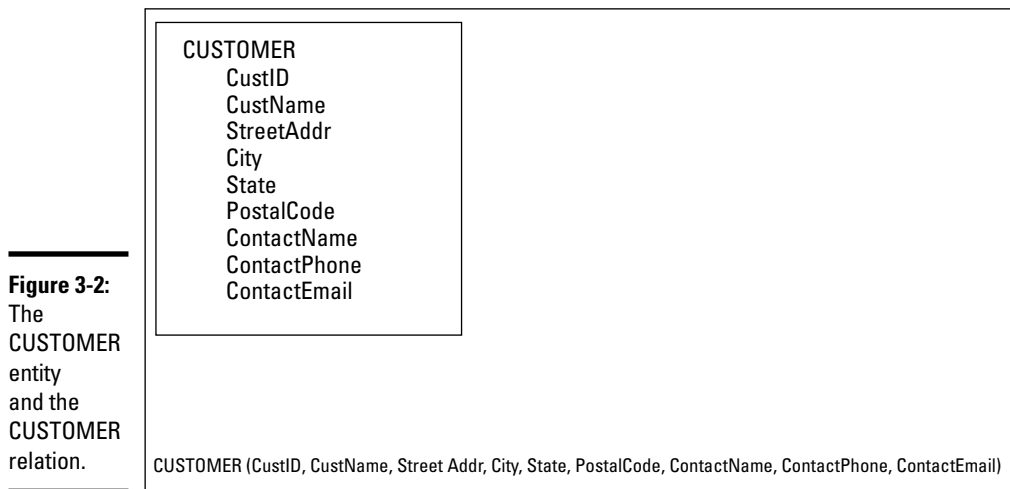 CUSTOMER
CustID
CustName
StreetAddr
City
State
PostalCode
ContactName
ContactPhone
ContactEmail
Figure 3-2:
The
CUSTOMER
entity
and the
CUSTOMER
relation.
CUSTOMER (CustID, CustName, Street Addr, City, State, PostalCode, ContactName, ContactPhone, ContactEmail)